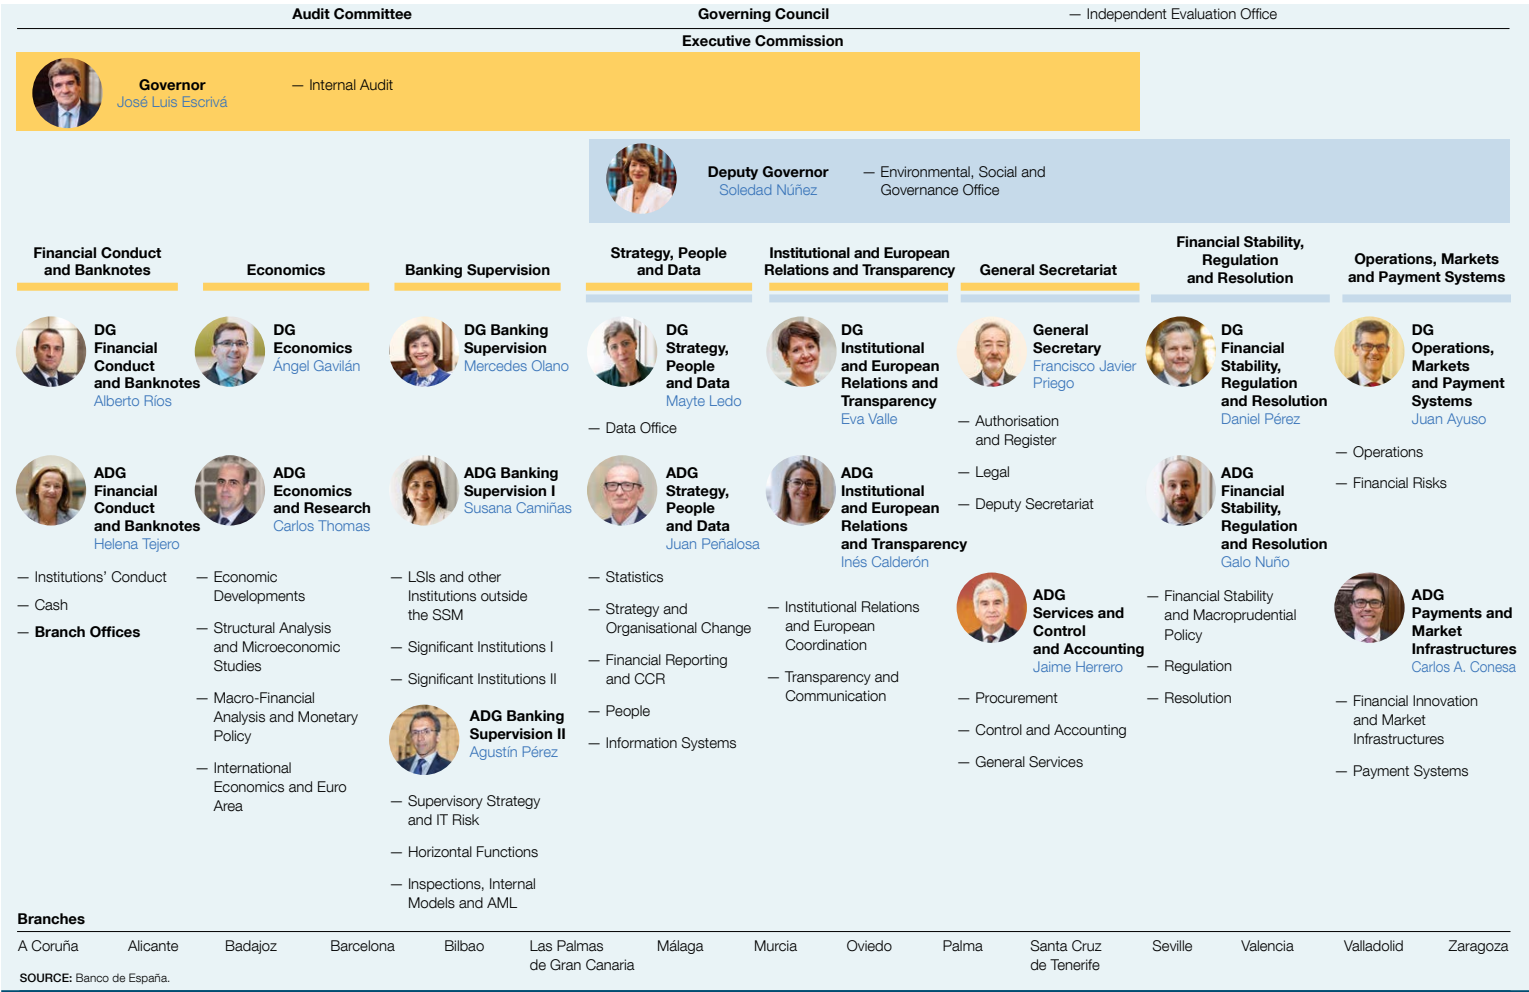 Audit Committee
Governing Council
— Independent Evaluation Office
Executive Commission
Governor
José Luis Escrivá
— Internal Audit
Deputy Governor
Soledad Núñez
— Environmental, Social and
Governance Office
Financial Conduct
and Banknotes
DG
Financial
Conduct
and Banknotes
Alberto Ríos
ADG
Financial
Conduct
and Banknotes
Helena Tejero
— Institutions' Conduct
— Cash
— Branch Offices
Economics
DG
Economics
Ángel Gavilán
ADG
Economics
and Research
Carlos Thomas
— Economic
Developments
— Structural Analysis
and Microeconomic
Studies
— Macro-Financial
Analysis and Monetary
Policy
— International
Economics and Euro
Area
Banking Supervision
DG Banking
Supervision
Mercedes Olano
ADG Banking
Supervision I
Susana Camiñas
— LSIs and other
Institutions outside
the SSM
— Significant Institutions I
— Significant Institutions II
ADG Banking
Supervision II
Agustín Pérez
— Supervisory Strategy
and IT Risk
— Horizontal Functions
— Inspections, Internal
Models and AML
Strategy, People
and Data
DG
Strategy,
People
and Data
Mayte Ledo
— Data Office
ADG
Strategy,
People
and Data
Juan Peñalosa
— Statistics
— Strategy and
Organisational Change
— Financial Reporting
and CCR
— People
— Information Systems
Institutional and European
Relations and Transparency
DG
Institutional
and European
Relations and
Transparency
Eva Valle
ADG
Institutional
and European
Relations
and Transparency
Inés Calderón
— Institutional Relations
and European
Coordination
— Transparency and
Communication
General Secretariat
General
Secretary
Francisco Javier
Priego
— Authorisation
and Register
— Legal
— Deputy Secretariat
ADG
Services and
Control
and Accounting
Jaime Herrero
— Procurement
— Control and Accounting
— General Services
Financial Stability,
Regulation
and Resolution
DG
Financial
Stability,
Regulation
and Resolution
Daniel Pérez
ADG
Financial
Stability,
Regulation
and Resolution
Galo Nuño
— Financial Stability
and Macroprudential
Policy
— Regulation
— Resolution
Operations, Markets
and Payment Systems
DG
Operations,
Markets
and Payment
Systems
Juan Ayuso
— Operations
— Financial Risks
ADG
Payments and
Market
Infrastructures
Carlos A. Conesa
— Financial Innovation
and Market
Infrastructures
— Payment Systems
Branches
A Coruña
Alicante
Badajoz
Barcelona
Bilbao
Las Palmas
de Gran Canaria
Málaga
Murcia
Oviedo
Palma
Santa Cruz
de Tenerife
Seville
Valencia
Valladolid
Zaragoza
SOURCE: Banco de España.